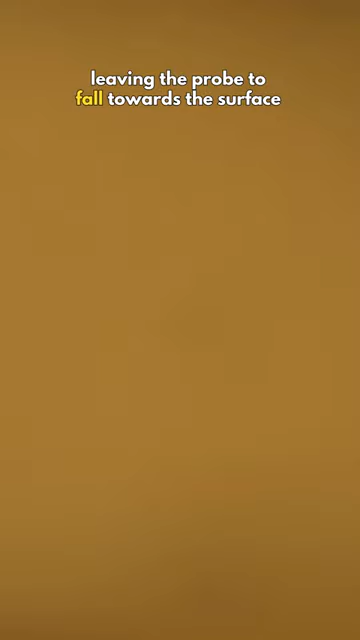 leaving the probe to
fall towards the surface